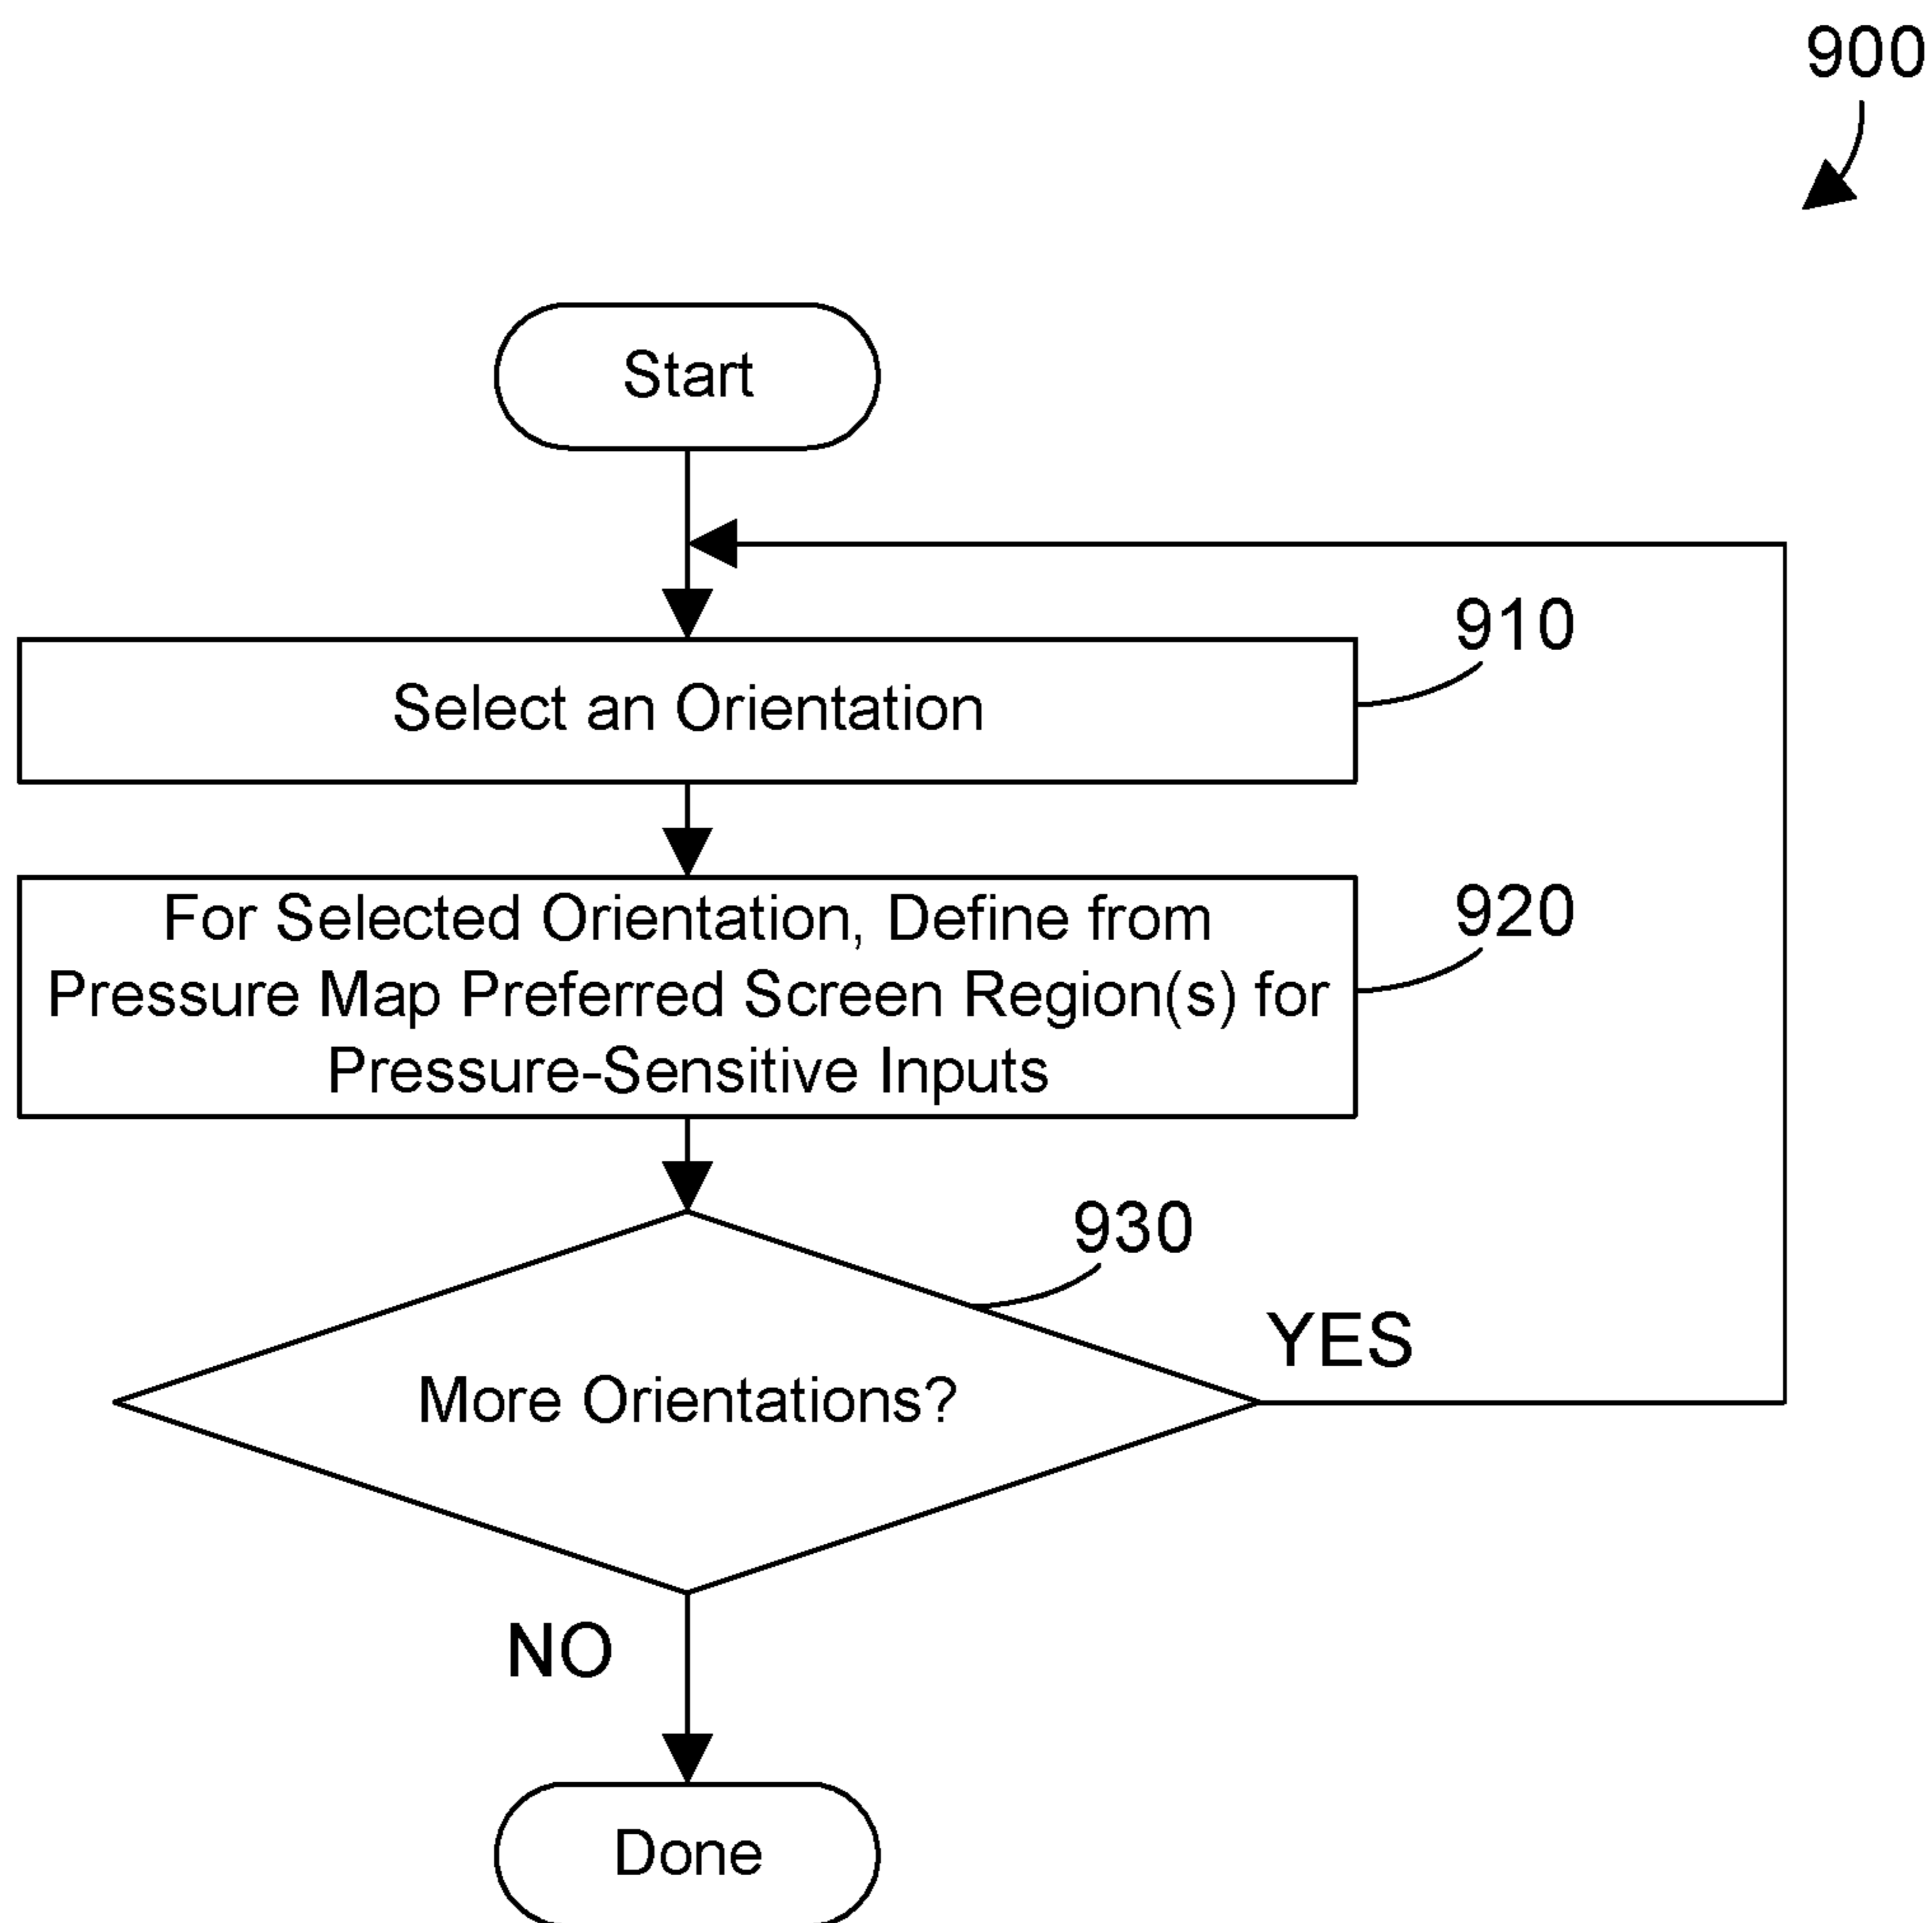 900
Start
910
Select an Orientation
920
For Selected Orientation, Define from
Pressure Map Preferred Screen Region(s) for
Pressure-Sensitive Inputs
930
YES
More Orientations?
NO
Done